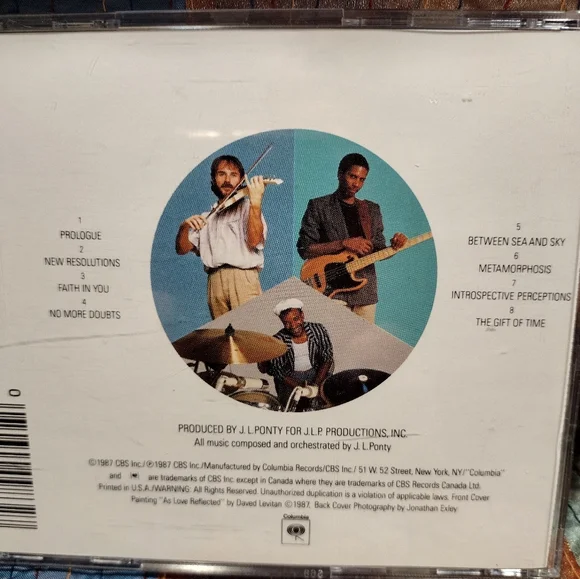 1
PROLOGUE
2
NEW RESOLUTIONS
3
FAITH IN YOU
4
NO MORE DOUBTS
5
BETWEEN SEA AND SKY
6
METAMORPHOSIS
7
INTROSPECTIVE PERCEPTIONS
8
THE GIFT OF TIME
PRODUCED BY J. L. PONTY FOR J.L.P. PRODUCTIONS, INC.
All music composed and orchestrated by J. L. Ponty
© 1987 CBS Inc./℗ 1987 CBS Inc./Manufactured by Columbia Records/CBS Inc./ 51 W. 52 Street, New York, NY/"Columbia"
and are trademarks of CBS Inc. except in Canada where they are trademarks of CBS Records Canada Ltd.
Printed in U.S.A./WARNING: All Rights Reserved. Unauthorized duplication is a violation of applicable laws. Front Cover
Painting "As Love Reflected" by Daved Levitan © 1987. Back Cover Photography by Jonathan Exley
Columbia
0